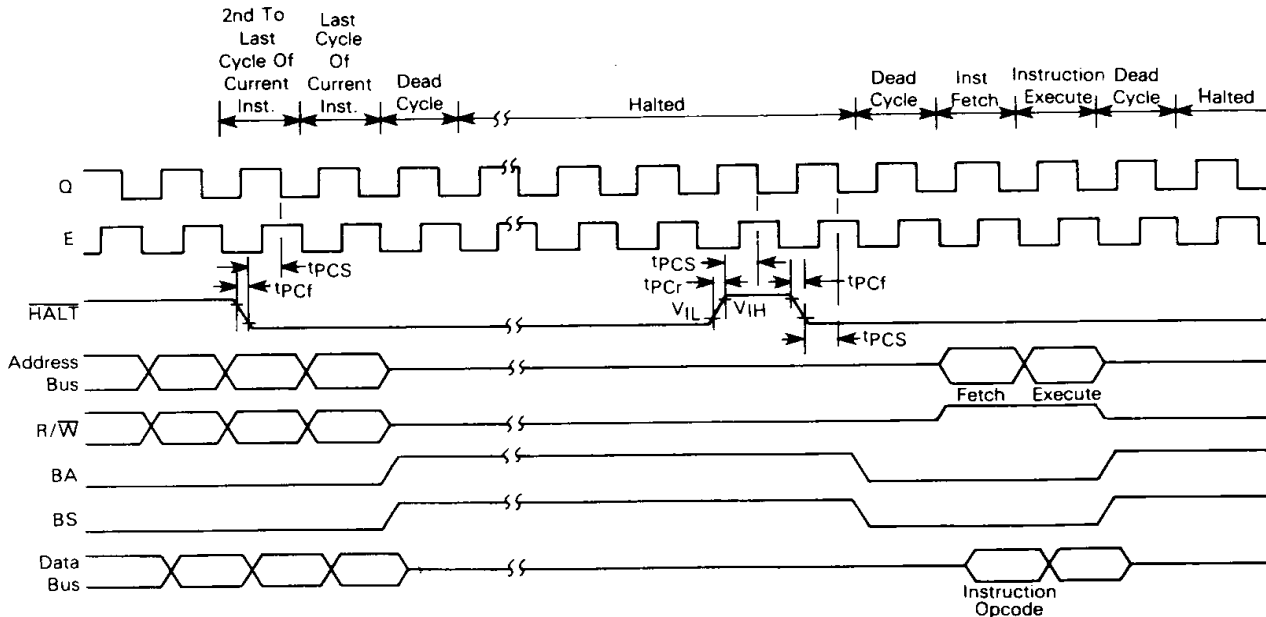 2nd To
Last
Cycle Of
Current
Inst.
Last
Cycle
Of
Current
Inst.
Dead
Cycle
Halted
Dead
Cycle
Inst
Fetch
Instruction
Execute
Dead
Cycle
Halted
Q
E
tPCS
tPCf
tPCS
tPCr
tPCf
HALT
VIL
VIH
tPCS
Address
Bus
Fetch
Execute
R/W
BA
BS
Data
Bus
Instruction
Opcode